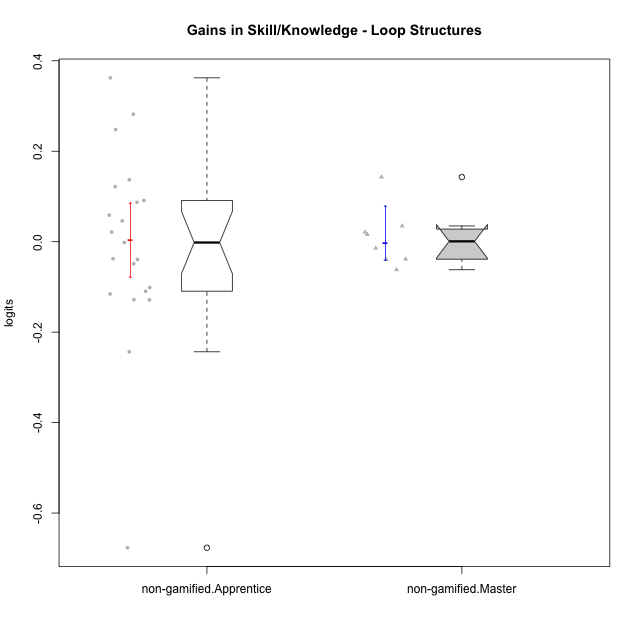 Gains in Skill/Knowledge - Loop Structures
0.4
0.2
0.0
-0.2
-0.4
-0.6
logits
non-gamified.Apprentice
non-gamified.Master